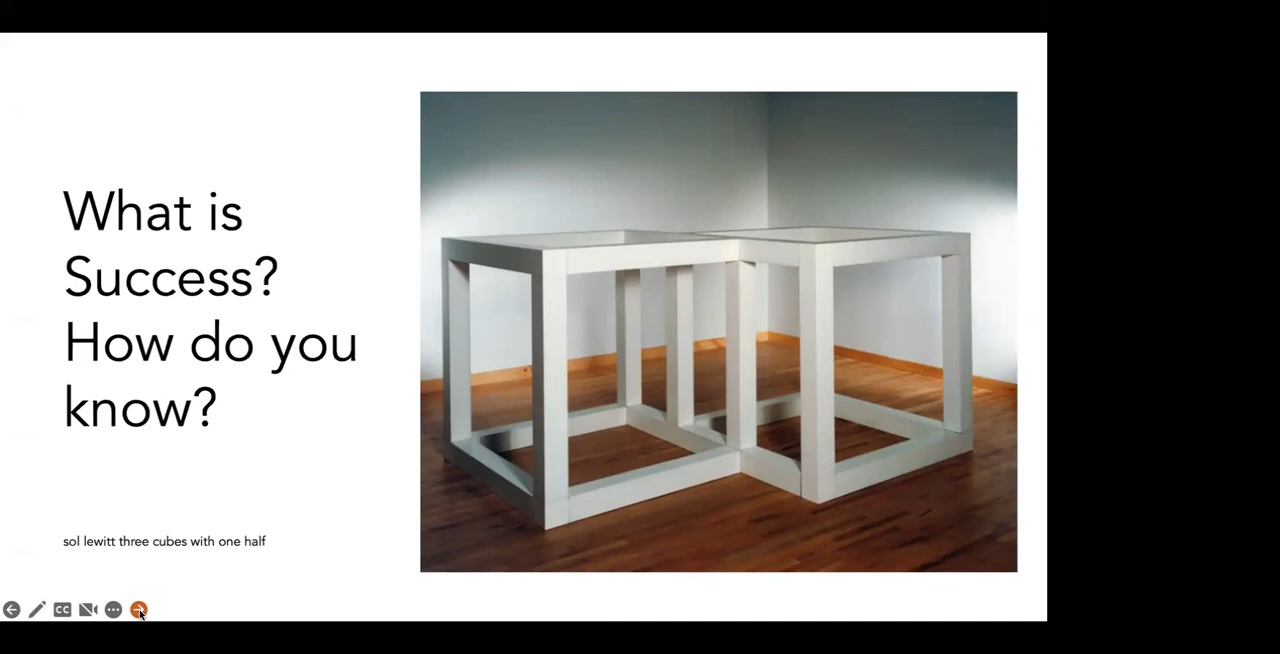 What is
Success?
How do you
know?
sol lewitt three cubes with one half
CC